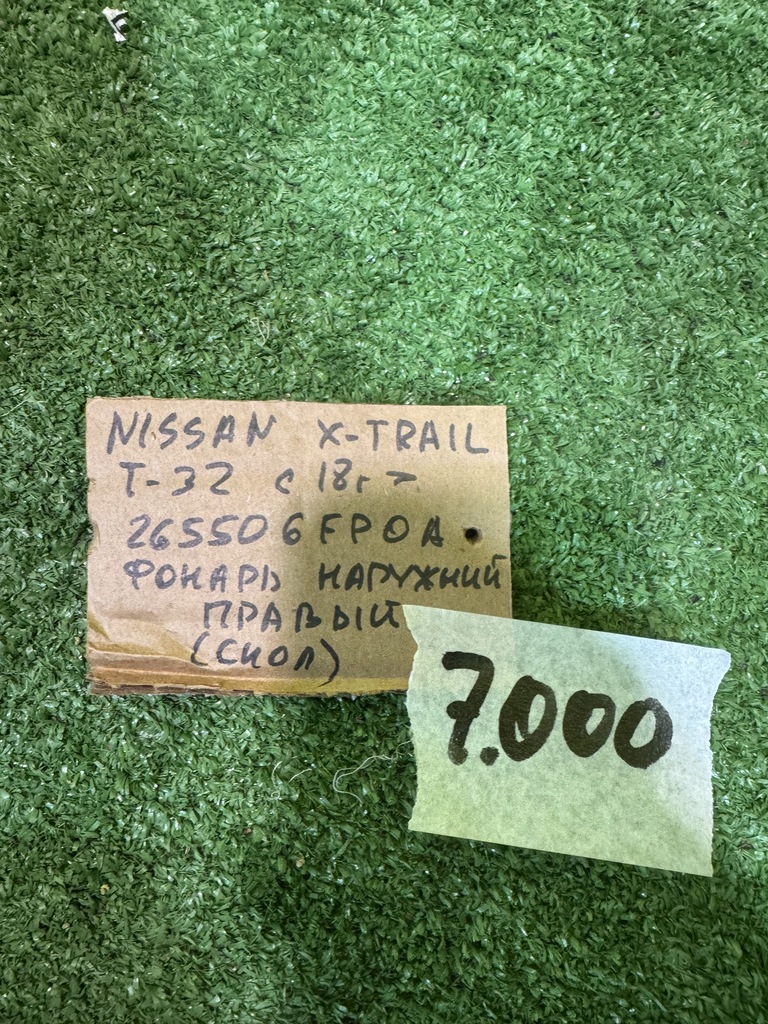 NISSAN X-TRAIL
T-32 с 18г >
265506FP0A
ФОНАРЬ НАРУЖНИЙ
ПРАВЫЙ
(СКОЛ)
7.000